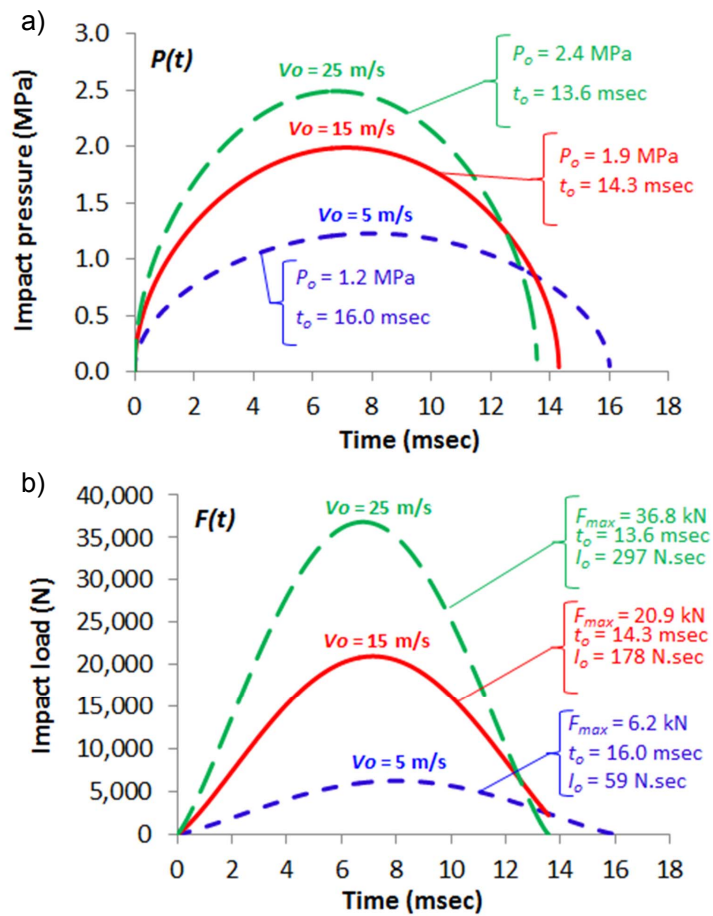 a)
P(t)
Impact pressure (MPa)
3.0
2.5
2.0
1.5
1.0
0.5
0.0
Vo = 25 m/s
Vo = 15 m/s
Vo = 5 m/s
Po = 2.4 MPa
to = 13.6 msec
Po = 1.9 MPa
to = 14.3 msec
Po = 1.2 MPa
to = 16.0 msec
0 2 4 6 8 10 12 14 16 18
Time (msec)
b)
F(t)
Impact load (N)
40,000
35,000
30,000
25,000
20,000
15,000
10,000
5,000
0
Vo = 25 m/s
Vo = 15 m/s
Vo = 5 m/s
Fmax = 36.8 kN
to = 13.6 msec
Io = 297 N.sec
Fmax = 20.9 kN
to = 14.3 msec
Io = 178 N.sec
Fmax = 6.2 kN
to = 16.0 msec
Io = 59 N.sec
0 2 4 6 8 10 12 14 16 18
Time (msec)